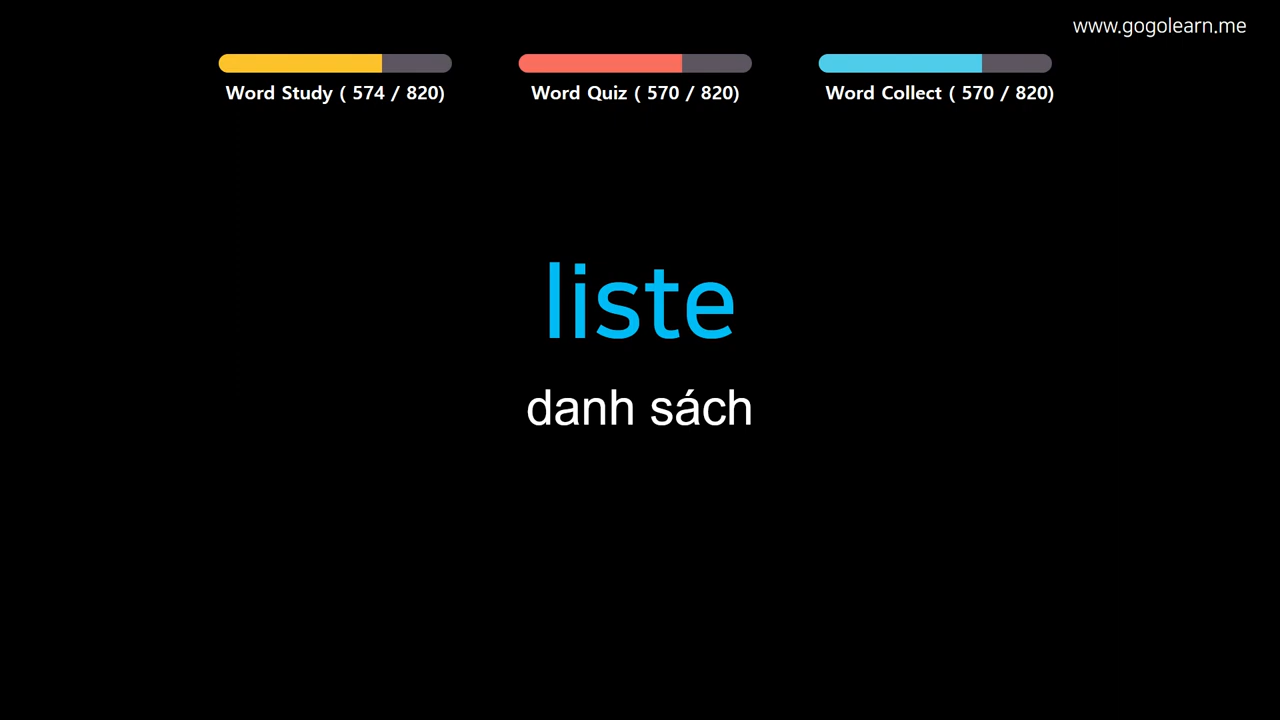 www.gogolearn.me
Word Study ( 574 / 820)
Word Quiz ( 570 / 820)
Word Collect ( 570 / 820)
liste
danh sách